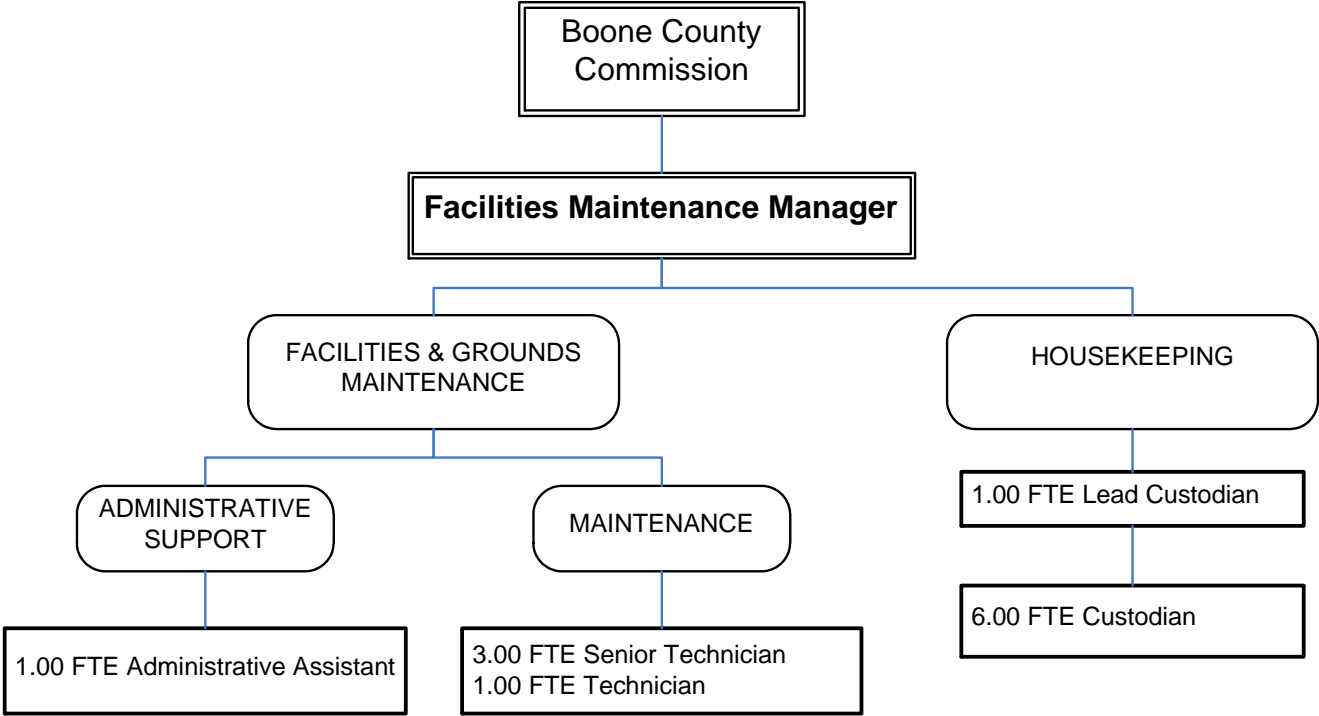 Boone County
Commission
Facilities Maintenance Manager
FACILITIES & GROUNDS
MAINTENANCE
HOUSEKEEPING
ADMINISTRATIVE
SUPPORT
MAINTENANCE
1.00 FTE Lead Custodian
1.00 FTE Administrative Assistant
3.00 FTE Senior Technician
1.00 FTE Technician
6.00 FTE Custodian